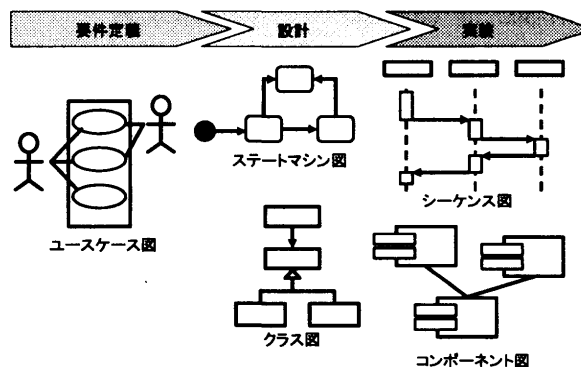 要件定義
設計
実装
ユースケース図
ステートマシン図
シーケンス図
クラス図
コンポーネント図